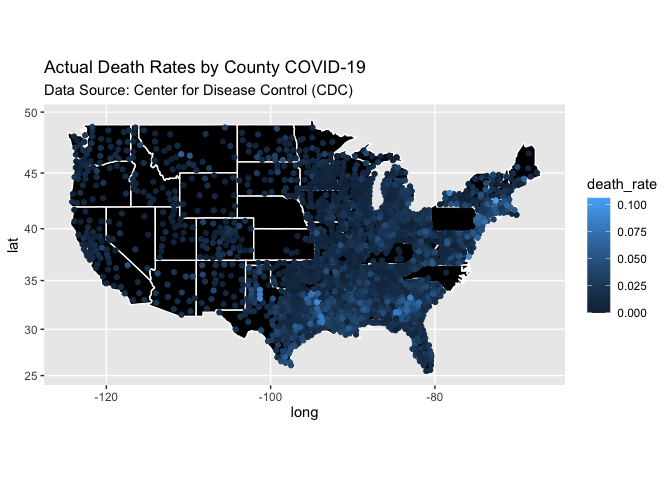 Actual Death Rates by County COVID-19
Data Source: Center for Disease Control (CDC)
50
45
40
35
30
25
lat
-120
-100
-80
long
death_rate
0.100
0.075
0.050
0.025
0.000